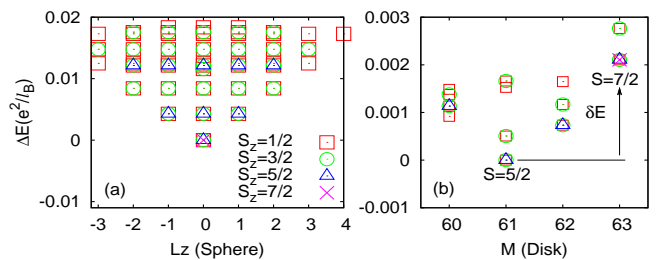 0.02
0.01
0
-0.01
ΔE(e²/l_B)
S_z=1/2
S_z=3/2
S_z=5/2
S_z=7/2
(a)
-3 -2 -1 0 1 2 3 4
Lz (Sphere)
0.003
0.002
0.001
0
-0.001
S=7/2
δE
S=5/2
(b)
60 61 62 63
M (Disk)